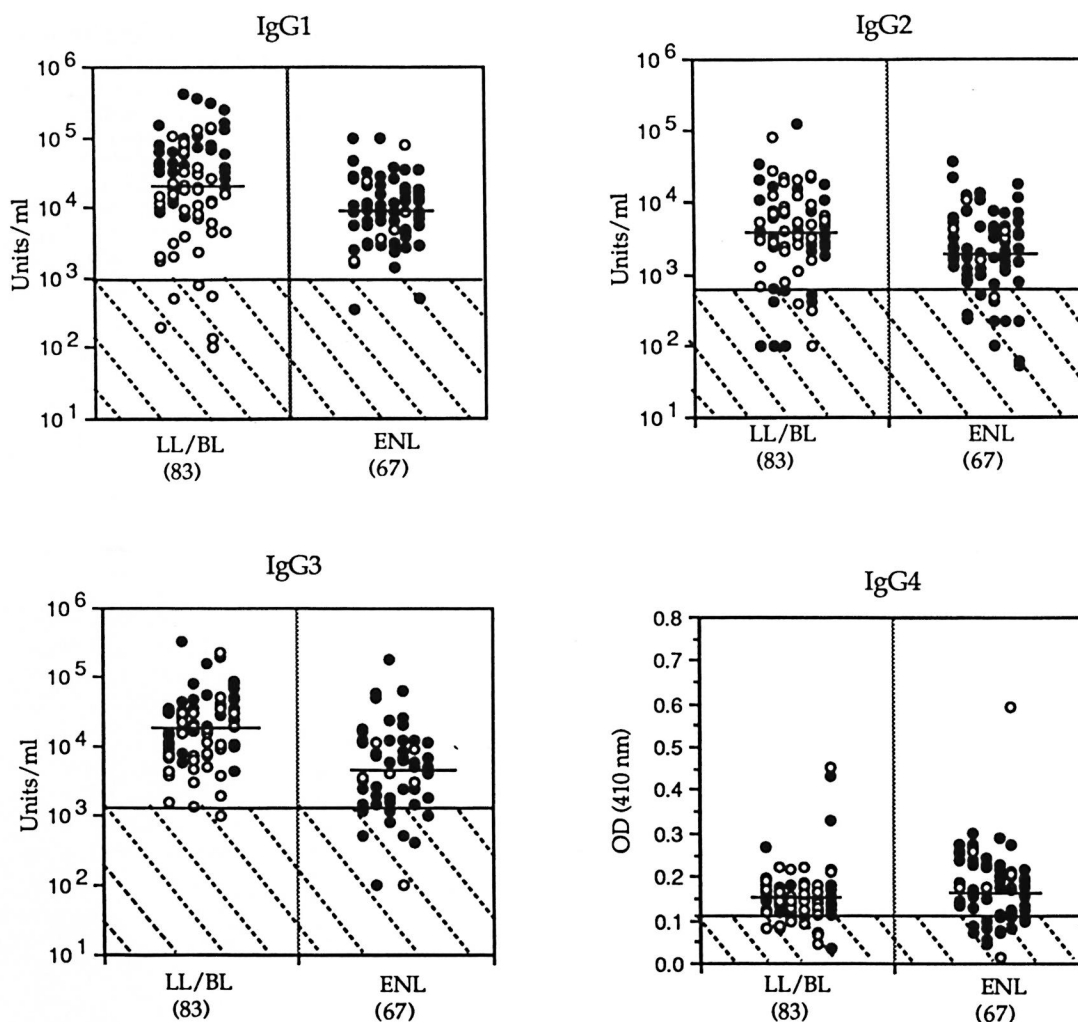 IgG1
10^6
10^5
10^4
10^3
10^2
10^1
Units/ml
LL/BL
(83)
ENL
(67)
IgG2
10^6
10^5
10^4
10^3
10^2
10^1
Units/ml
LL/BL
(83)
ENL
(67)
IgG3
10^6
10^5
10^4
10^3
10^2
10^1
Units/ml
LL/BL
(83)
ENL
(67)
IgG4
0.8
0.7
0.6
0.5
0.4
0.3
0.2
0.1
0.0
OD (410 nm)
LL/BL
(83)
ENL
(67)